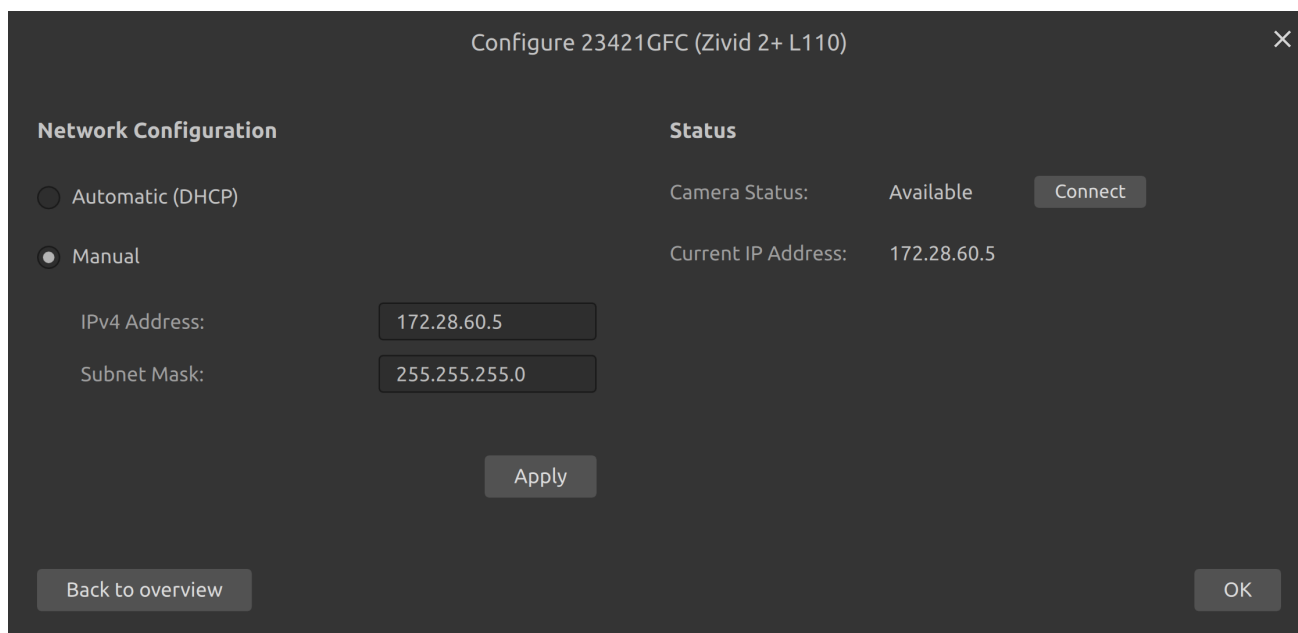 Configure 23421GFC (Zivid 2+ L110)
Network Configuration
Automatic (DHCP)
Manual
IPv4 Address: 172.28.60.5
Subnet Mask: 255.255.255.0
Apply
Status
Camera Status: Available Connect
Current IP Address: 172.28.60.5
Back to overview
OK